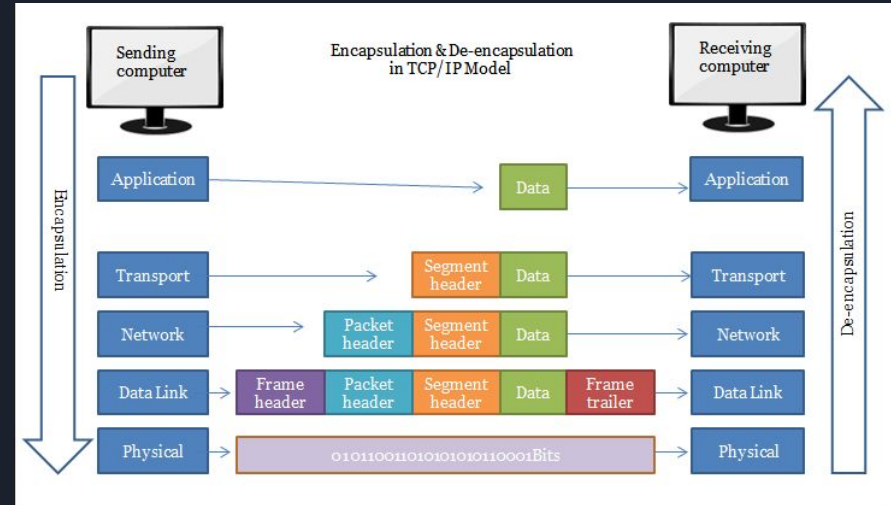 Sending
computer
Encapsulation & De-encapsulation
in TCP/IP Model
Receiving
computer
Encapsulation
De-encapsulation
Application
Data
Application
Transport
Segment
header
Data
Transport
Network
Packet
header
Segment
header
Data
Network
Data Link
Frame
header
Packet
header
Segment
header
Data
Frame
trailer
Data Link
Physical
0101100110101010101010110001Bits
Physical